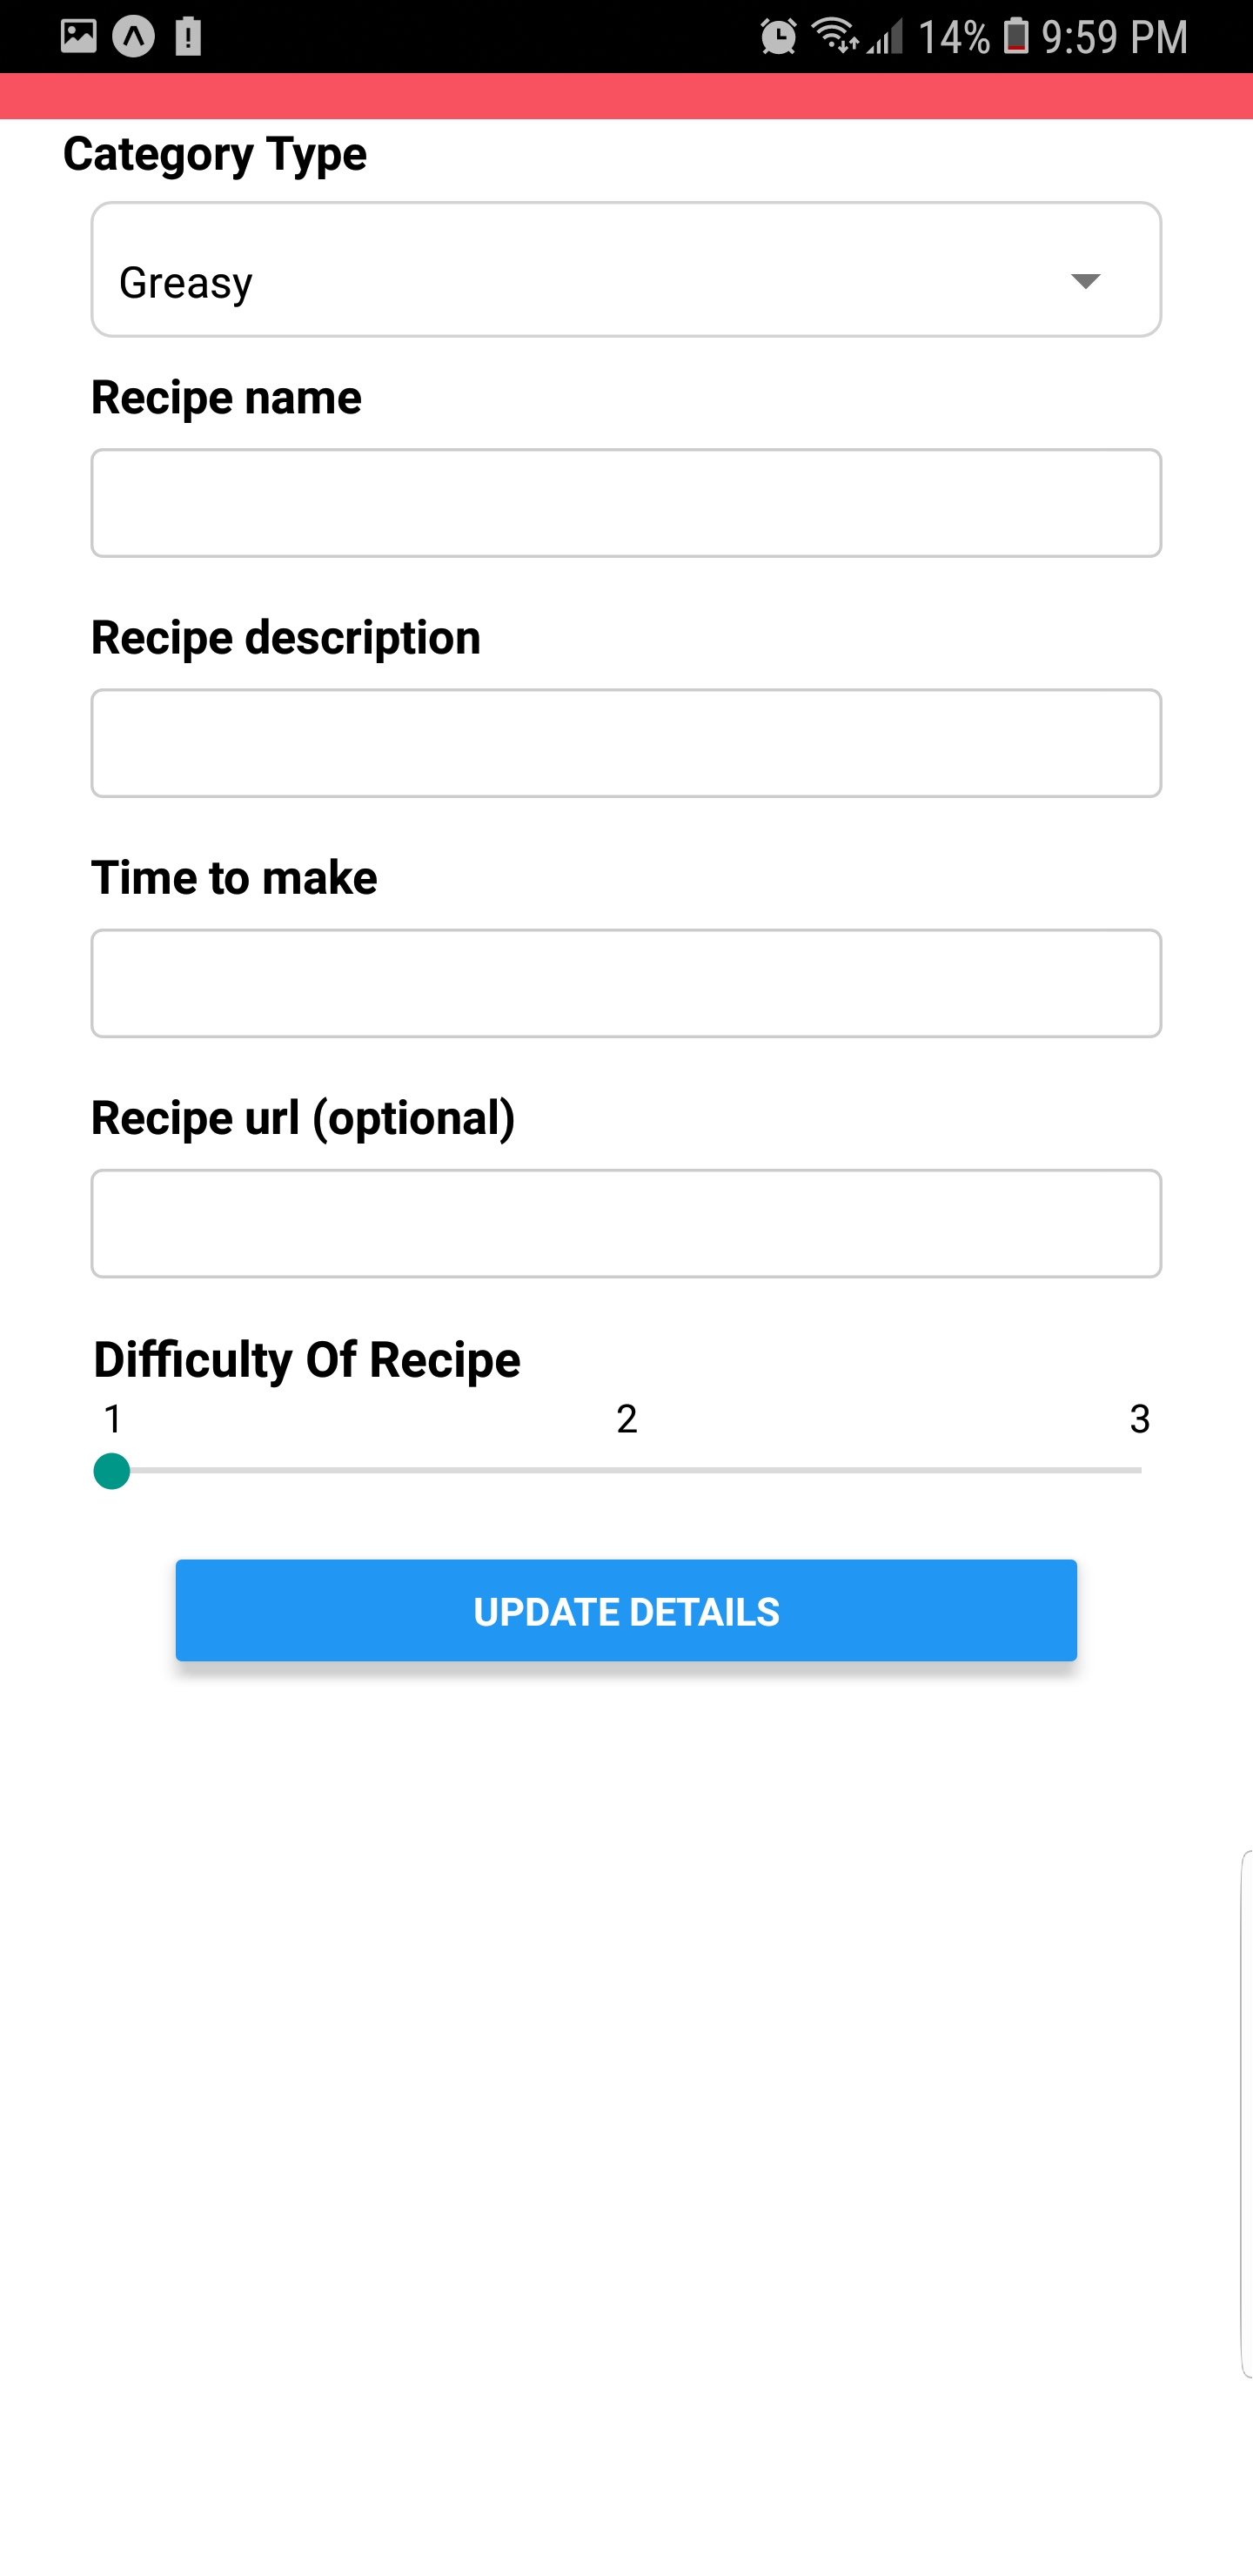 14% 9:59 PM
Category Type
Greasy
Recipe name
Recipe description
Time to make
Recipe url (optional)
Difficulty Of Recipe
1 2 3
UPDATE DETAILS